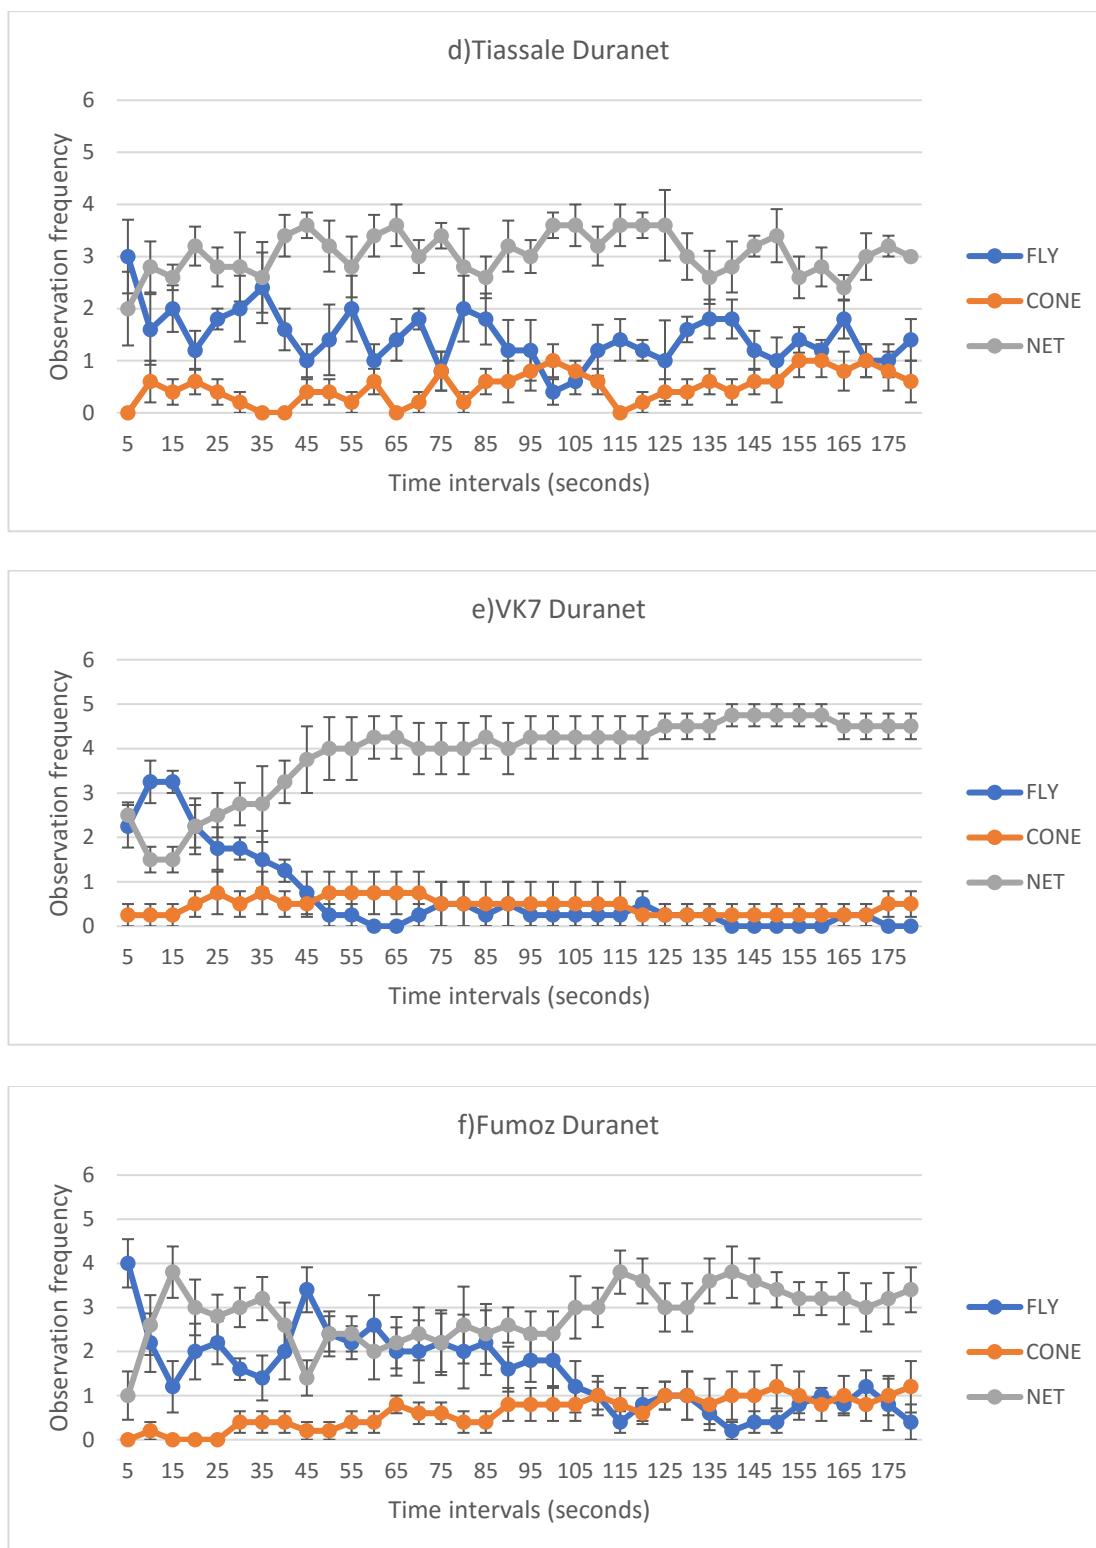 d)Tiassale Duranet
6
5
4
3
2
1
0
Observation frequency
5 15 25 35 45 55 65 75 85 95 105 115 125 135 145 155 165 175
Time intervals (seconds)
FLY
CONE
NET
e)VK7 Duranet
6
5
4
3
2
1
0
Observation frequency
5 15 25 35 45 55 65 75 85 95 105 115 125 135 145 155 165 175
Time intervals (seconds)
FLY
CONE
NET
f)Fumoz Duranet
6
5
4
3
2
1
0
Observation frequency
5 15 25 35 45 55 65 75 85 95 105 115 125 135 145 155 165 175
Time intervals (seconds)
FLY
CONE
NET